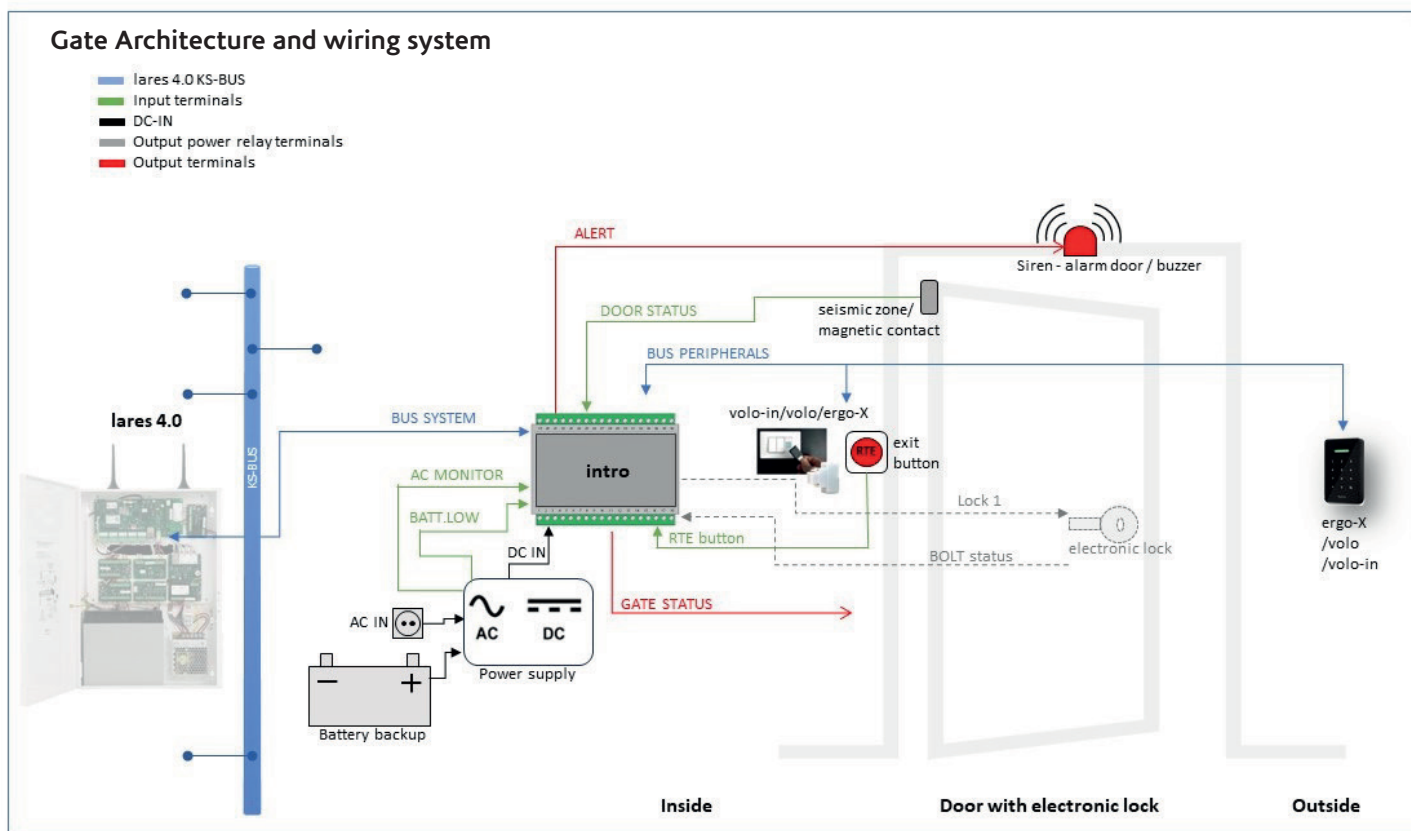 Gate Architecture and wiring system
lares 4.0 KS-BUS
Input terminals
DC-IN
Output power relay terminals
Output terminals
ALERT
Siren - alarm door / buzzer
DOOR STATUS
seismic zone/
magnetic contact
BUS PERIPHERALS
lares 4.0
KS-BUS
BUS SYSTEM
volo-in/volo/ergo-X
RTE
exit
button
intro
AC MONITOR
BATT.LOW
Lock 1
electronic lock
RTE button
BOLT status
ergo-X
/volo
/volo-in
DC IN
GATE STATUS
AC IN
AC
DC
Power supply
Battery backup
Inside
Door with electronic lock
Outside